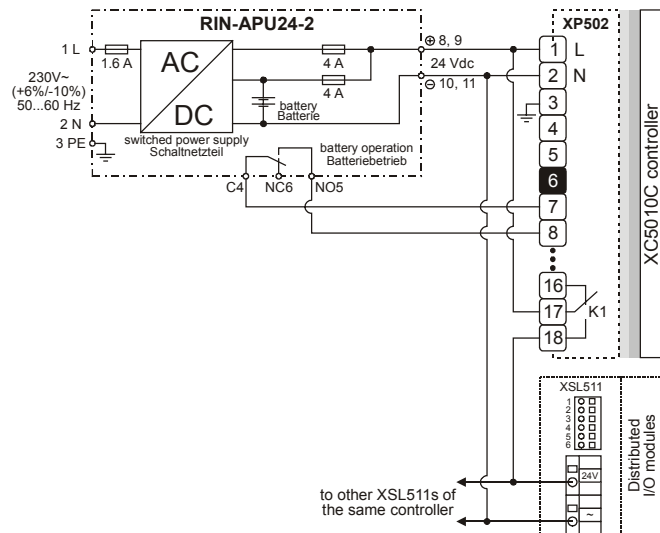 RIN-APU24-2
1 L
1.6 A
AC
DC
4 A
4 A
230V~
(+6%/-10%)
50...60 Hz
battery
Batterie
2 N
3 PE
switched power supply
Schaltnetzteil
battery operation
Batteriebetrieb
C4
NC6
NO5
⊕ 8, 9
24 Vdc
⊖ 10, 11
XP502
1 L
2 N
3
4
5
6
7
8
16
17
18
K1
XC5010C controller
XSL511
1
2
3
4
5
6
24V
~
Distributed
I/O modules
to other XSL511s of
the same controller